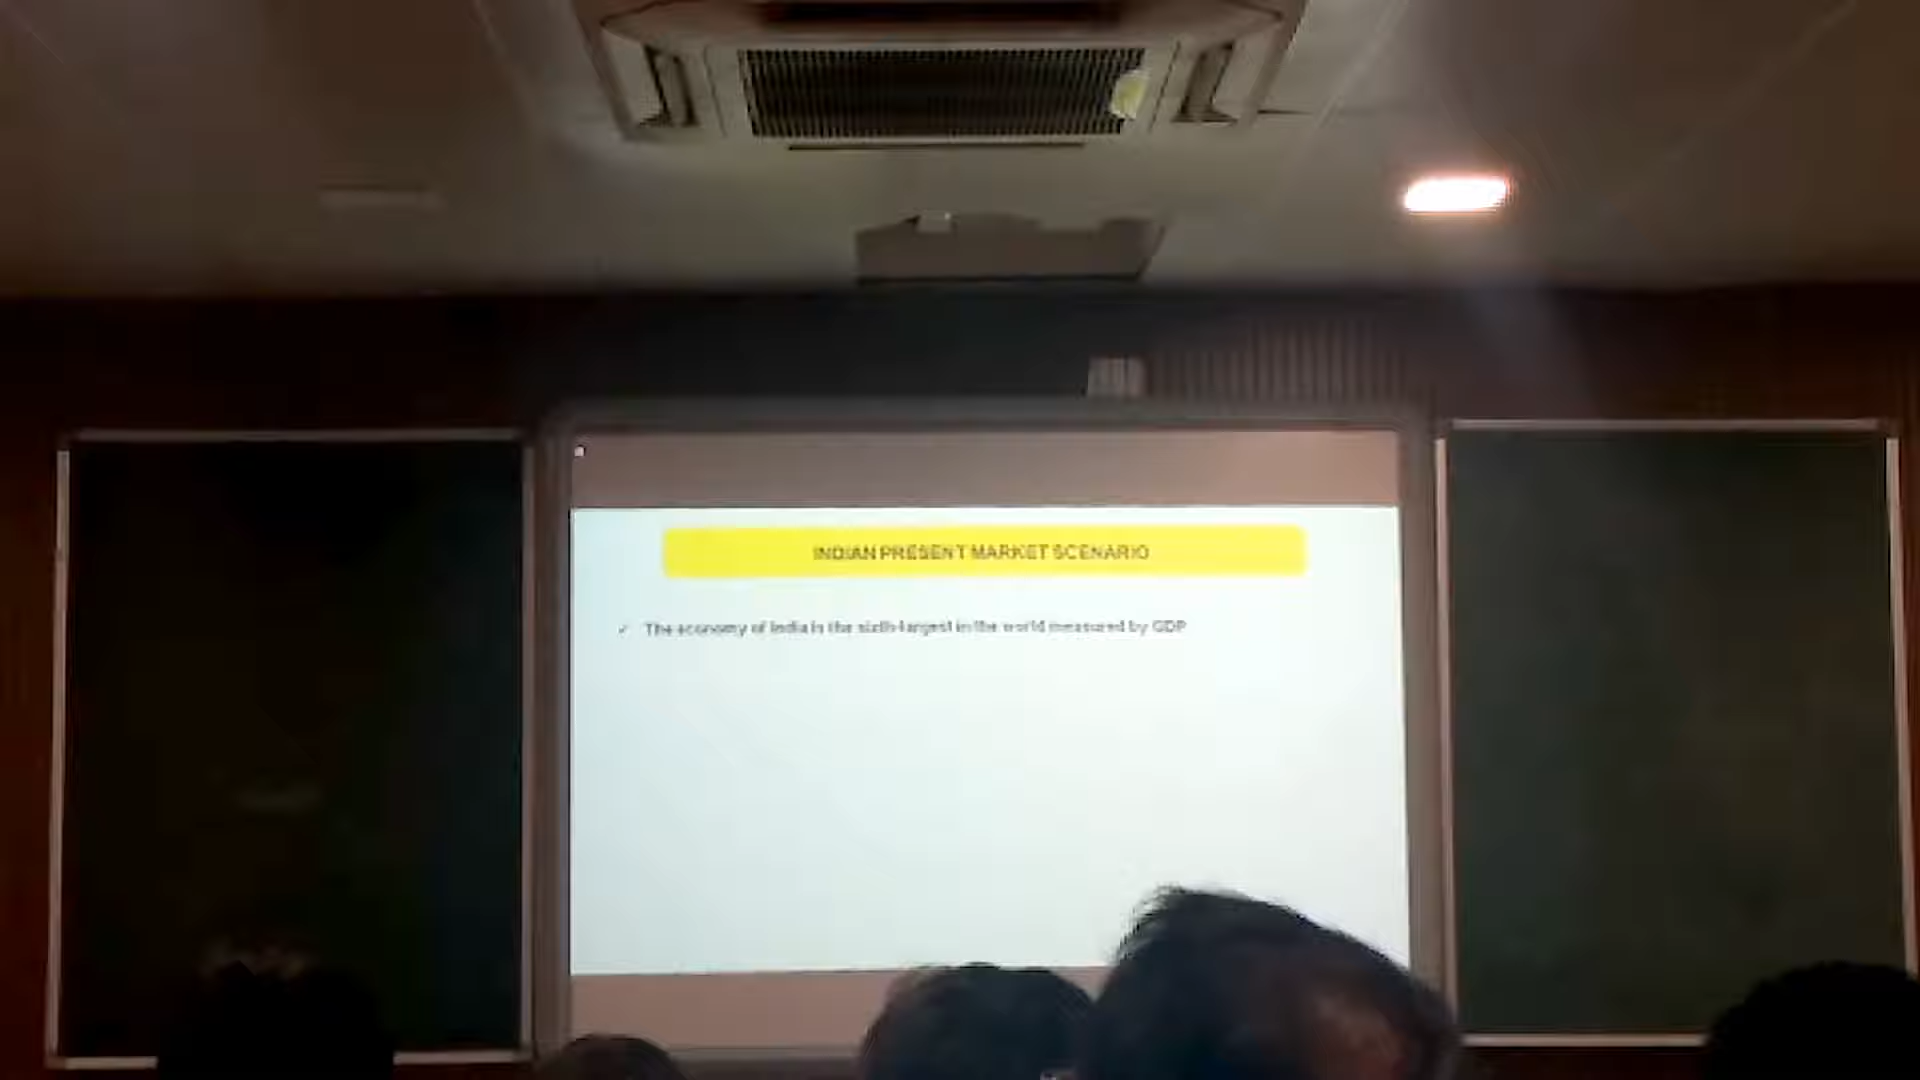 INDIAN PRESENT MARKET SCENARIO
✓ The economy of India is the sixth-largest in the world measured by GDP